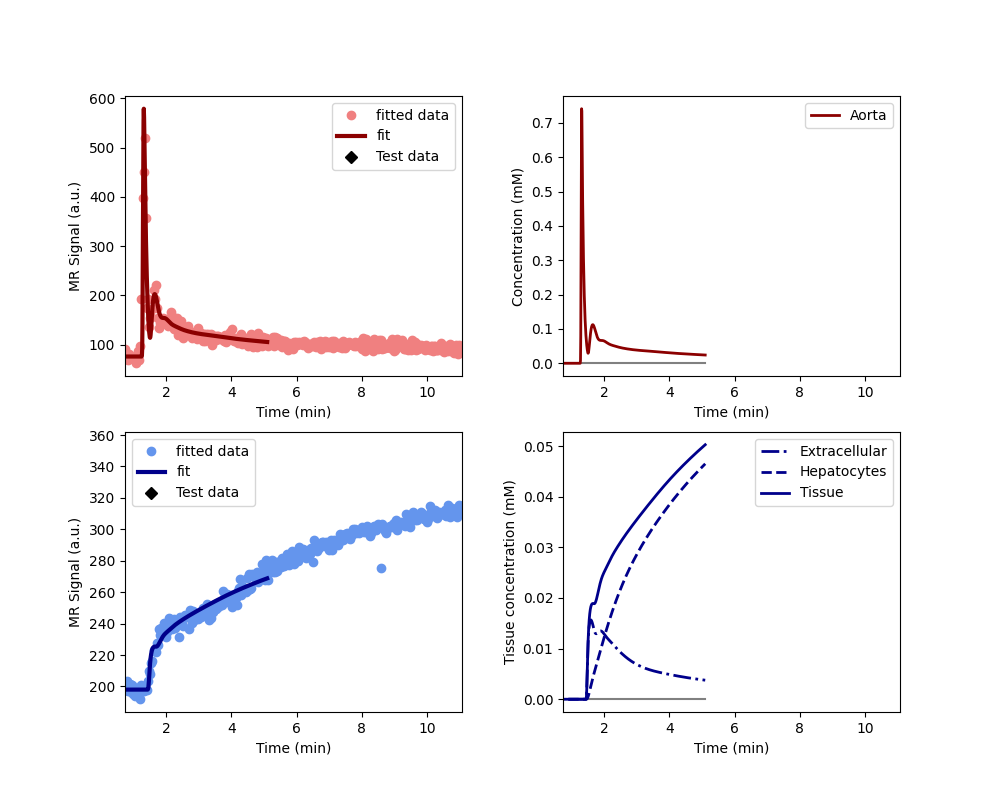 600
500
400
300
200
100
MR Signal (a.u.)
fitted data
fit
Test data
2 4 6 8 10
Time (min)
0.7
0.6
0.5
0.4
0.3
0.2
0.1
0.0
Concentration (mM)
Aorta
2 4 6 8 10
Time (min)
360
340
320
300
280
260
240
220
200
MR Signal (a.u.)
fitted data
fit
Test data
2 4 6 8 10
Time (min)
0.05
0.04
0.03
0.02
0.01
0.00
Tissue concentration (mM)
Extracellular
Hepatocytes
Tissue
2 4 6 8 10
Time (min)